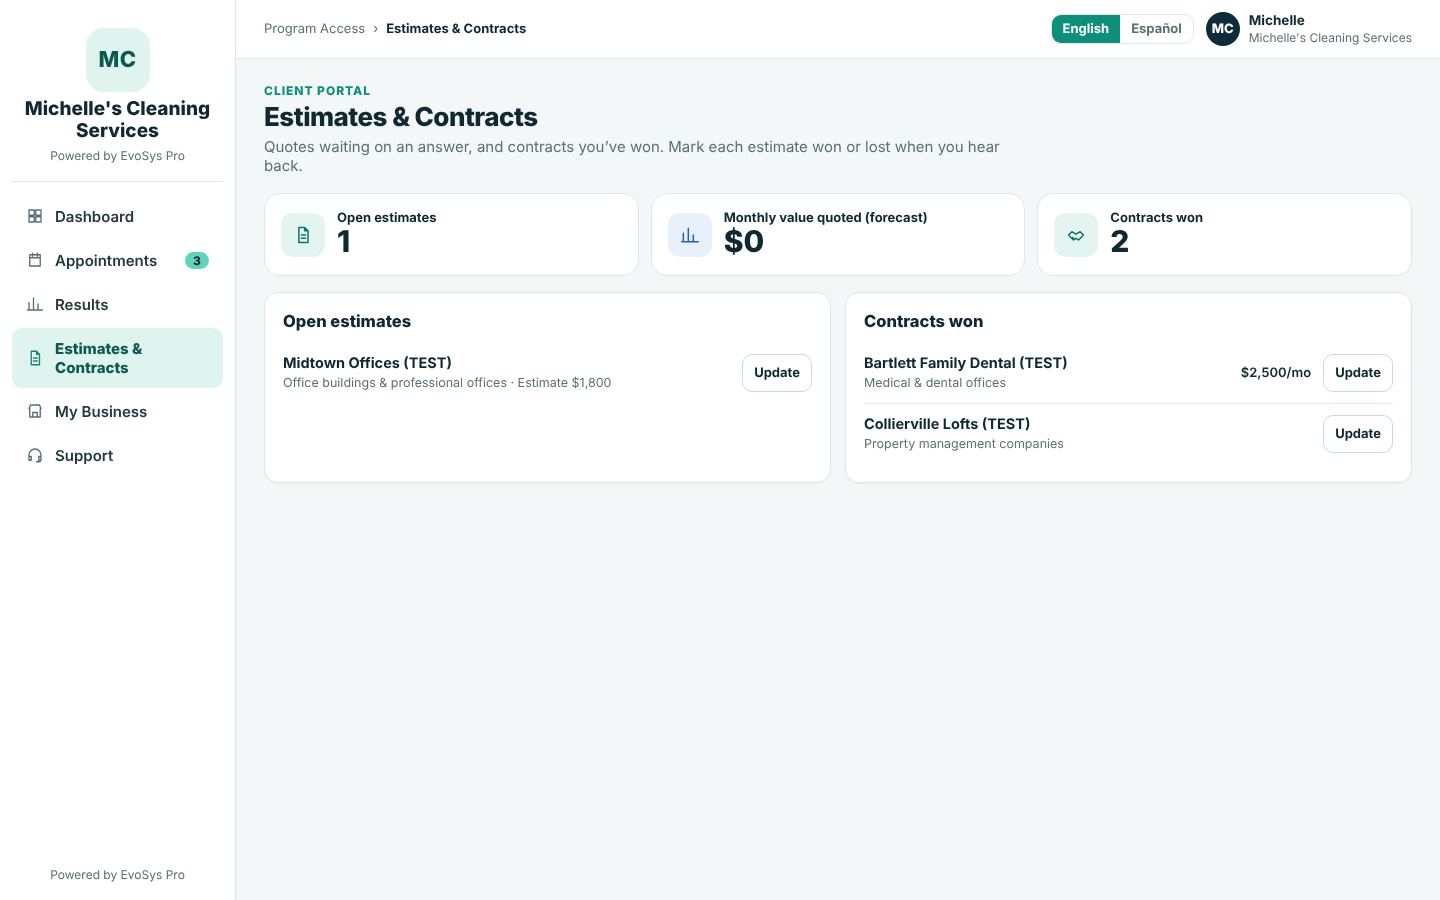 MC
Michelle's Cleaning
Services
Powered by EvoSys Pro
Dashboard
Appointments 3
Results
Estimates &
Contracts
My Business
Support
Powered by EvoSys Pro
Program Access › Estimates & Contracts
English Español
MC
Michelle
Michelle's Cleaning Services
CLIENT PORTAL
Estimates & Contracts
Quotes waiting on an answer, and contracts you’ve won. Mark each estimate won or lost when you hear
back.
Open estimates
1
Monthly value quoted (forecast)
$0
Contracts won
2
Open estimates
Midtown Offices (TEST)
Office buildings & professional offices · Estimate $1,800
Update
Contracts won
Bartlett Family Dental (TEST)
Medical & dental offices
$2,500/mo
Update
Collierville Lofts (TEST)
Property management companies
Update